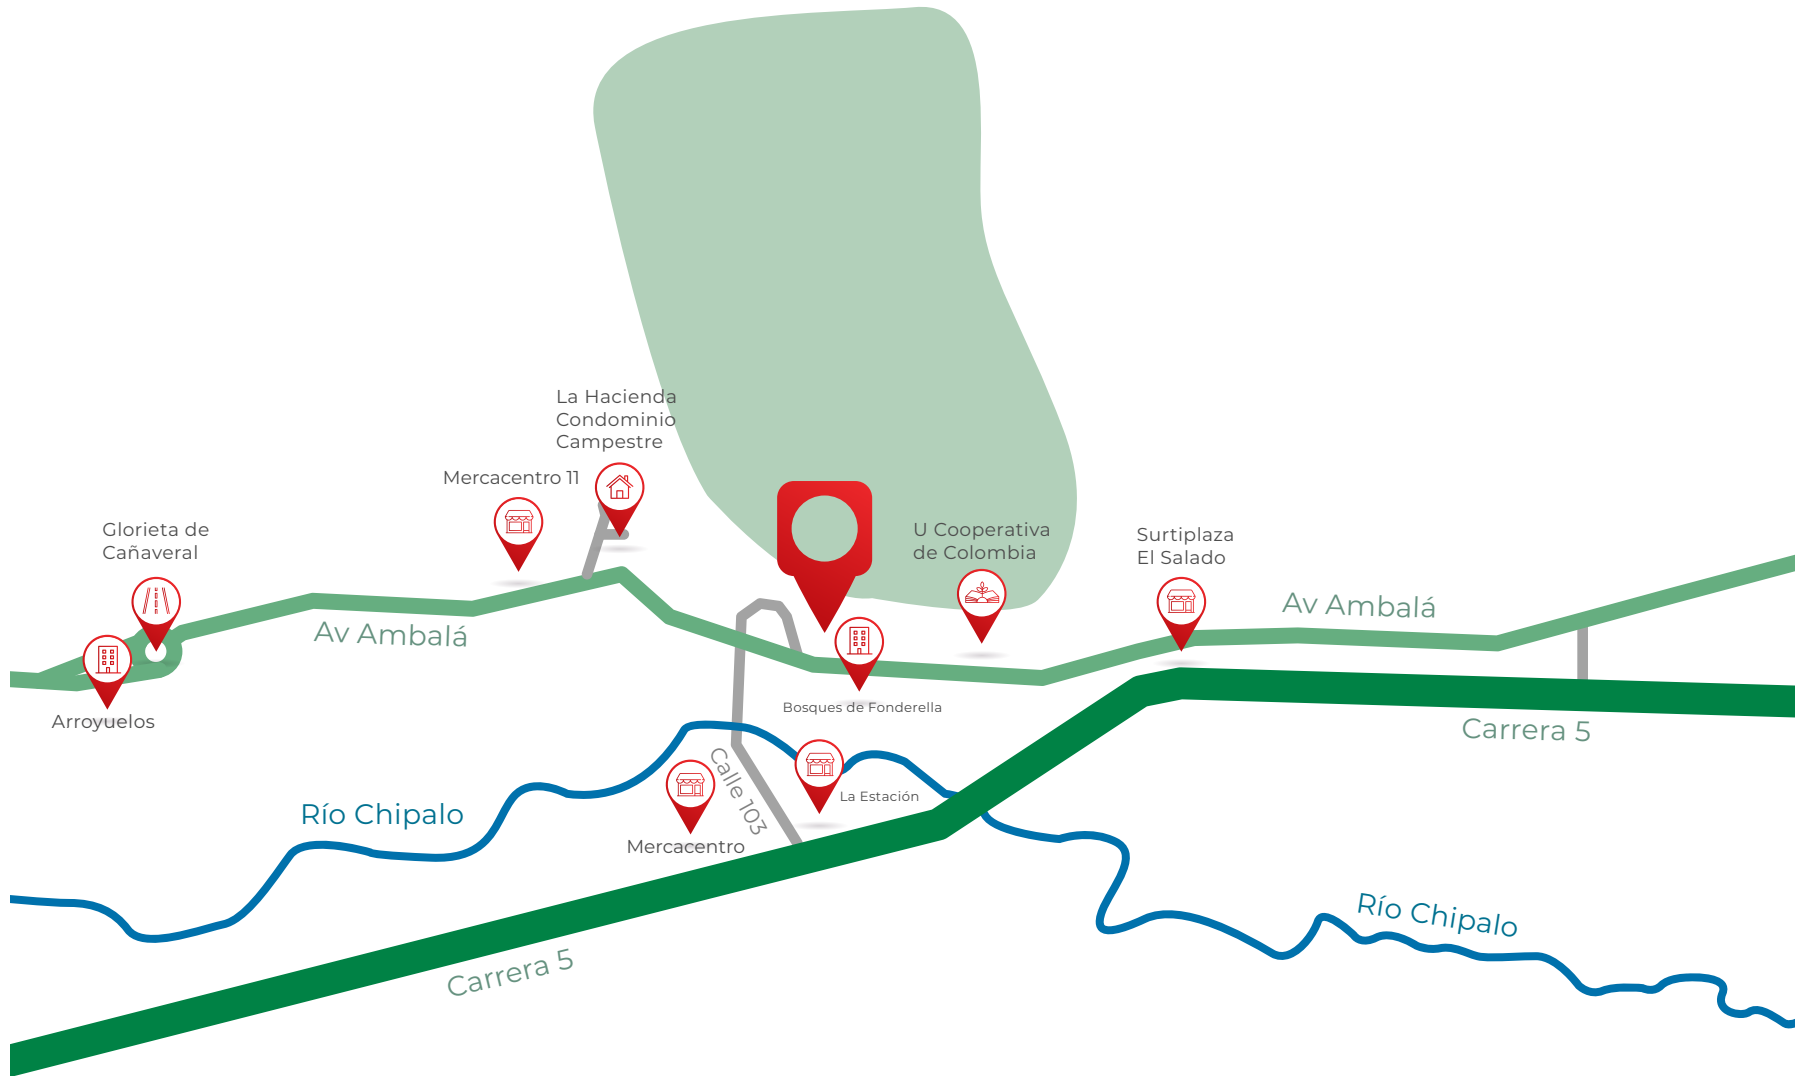 La Hacienda
Condominio
Campestre
Mercacentro 11
Glorieta de
Cañaveral
U Cooperativa
de Colombia
Surtiplaza
El Salado
Av Ambalá
Av Ambalá
Arroyuelos
Bosques de Fonderella
Carrera 5
Calle 103
La Estación
Río Chipalo
Mercacentro
Río Chipalo
Carrera 5